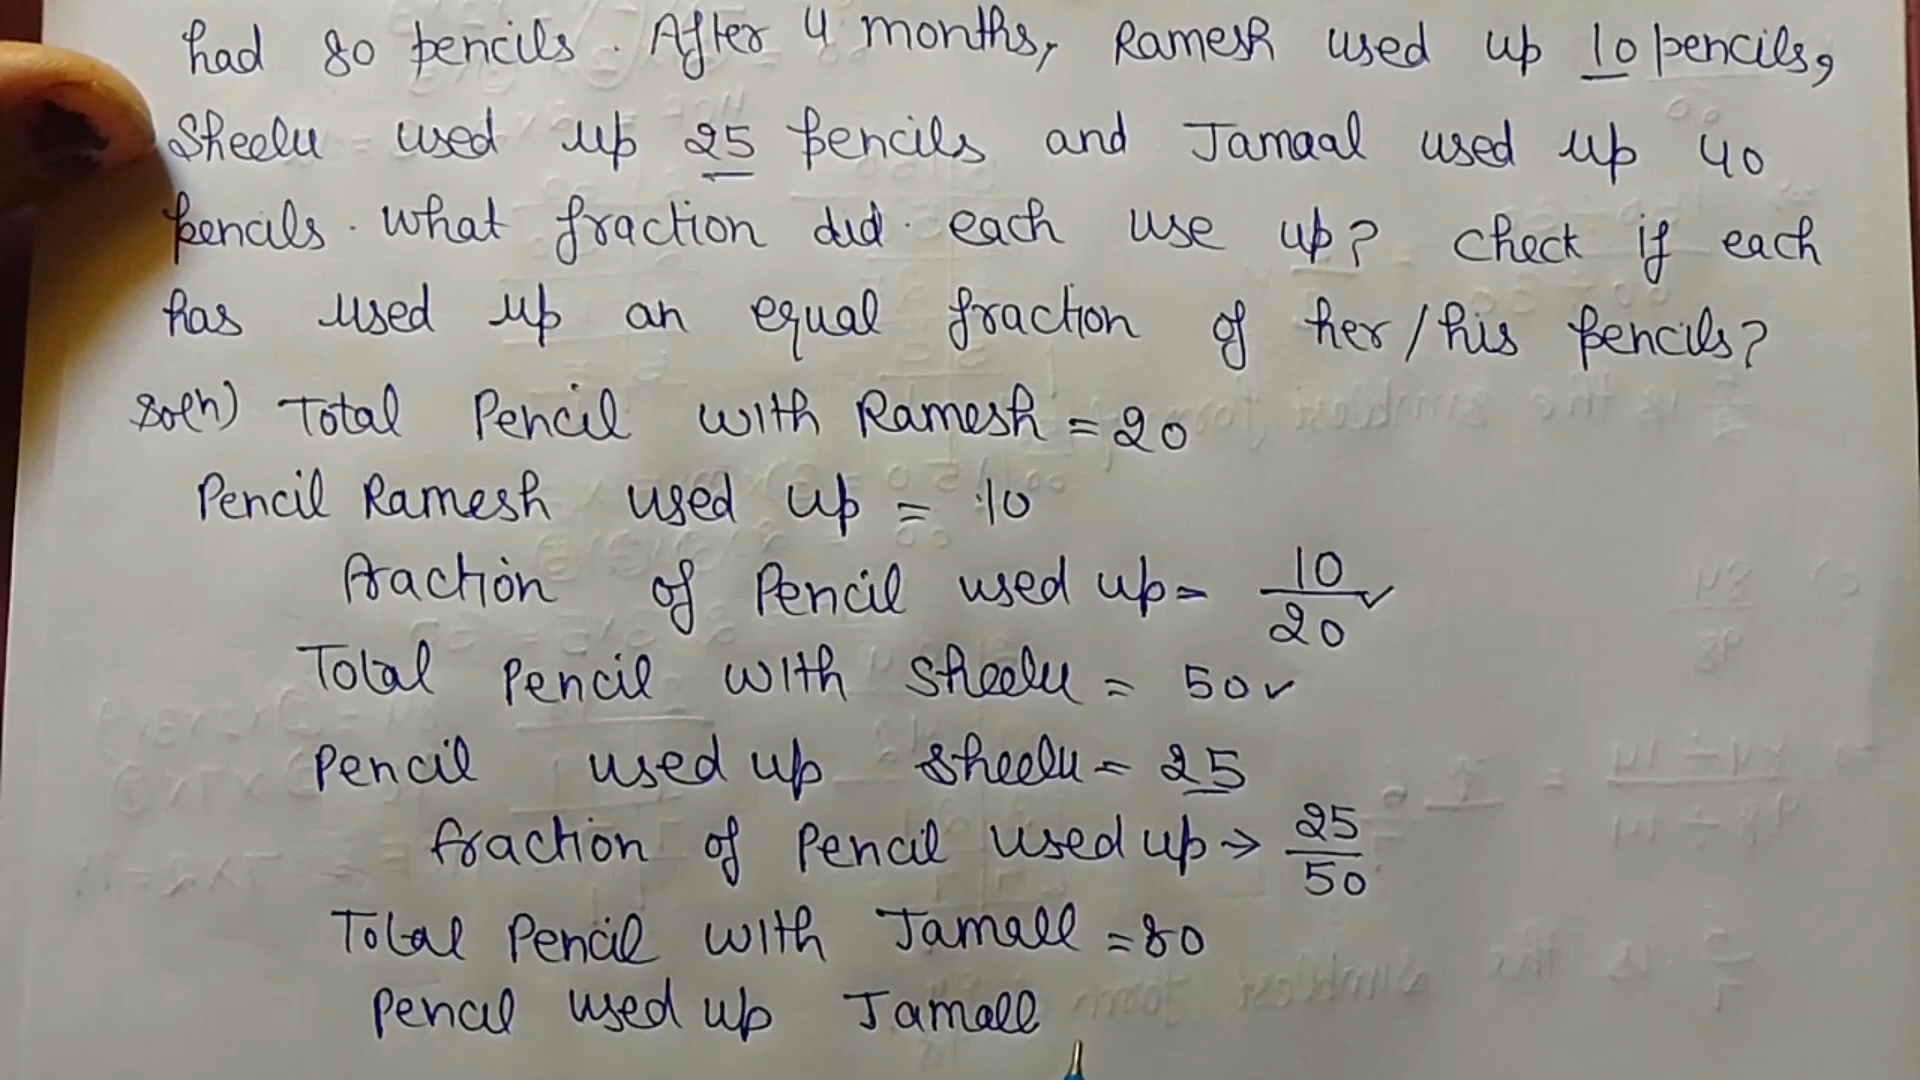 had 80 pencils. After 4 months, Ramesh used up 10 pencils,
Sheelu used up 25 pencils and Jamaal used up 40
pencils. what fraction did each use up? check if each
has used up an equal fraction of her/his pencils?
Soln) Total Pencil with Ramesh = 20
Pencil Ramesh used up = 10
fraction of Pencil used up = 10/20
Total Pencil with Sheelu = 50
Pencil used up Sheelu = 25
fraction of Pencil used up → 25/50
Total Pencil with Jamall = 80
Pencil used up Jamall